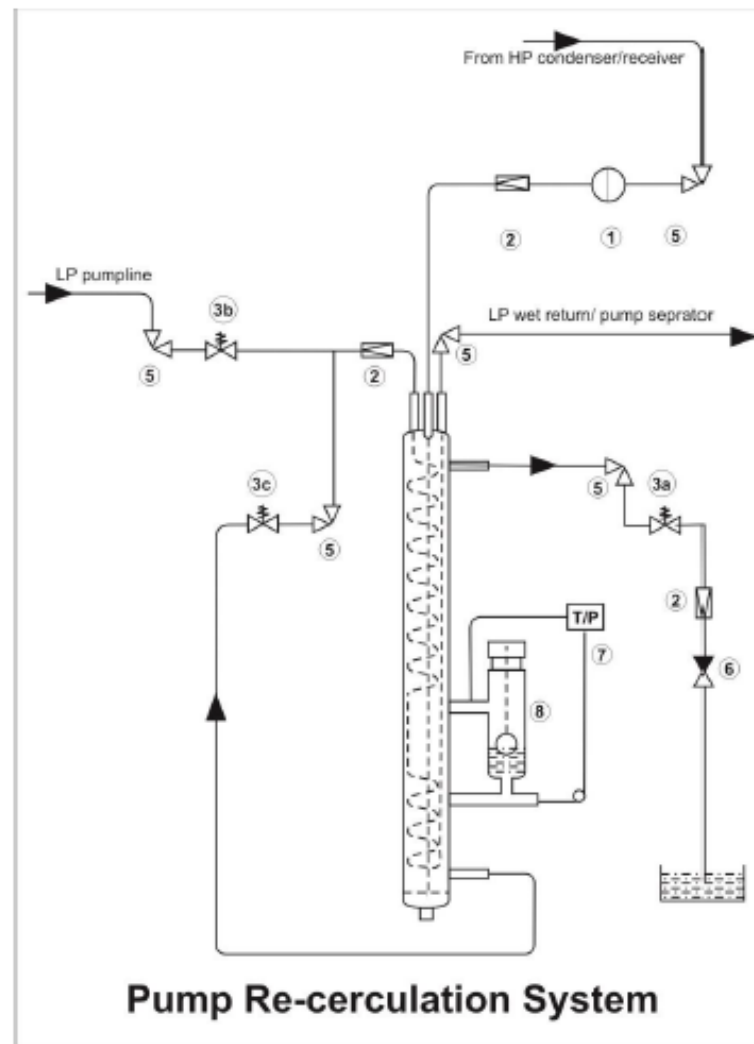 From HP condenser/receiver
2
1
5
LP pumpline
3b
LP wet return/ pump seprator
5
2
5
3c
5
5
3a
T/P
2
7
6
8
Pump Re-cerculation System